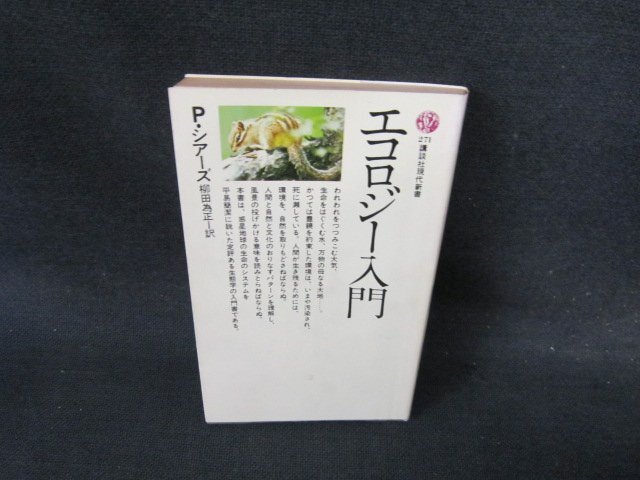 271
講談社現代新書
エコロジー入門
われわれをつつみこむ大気、
生命をはぐくむ水、万物の母なる大地……。
かつては豊饒を約束した環境は、いまや汚染され、
死に瀕している。人間が生き残るためには、
環境を、自然を取りもどさねばならぬ。
人間と自然と文化のおりなすパターンを理解し、
風景の投げかける意味を読みとらねばならぬ。
本書は、惑星地球の生命のシステムを
平易簡潔に説いた定評ある生態学の入門書である。
P・シアーズ
柳田為正=訳